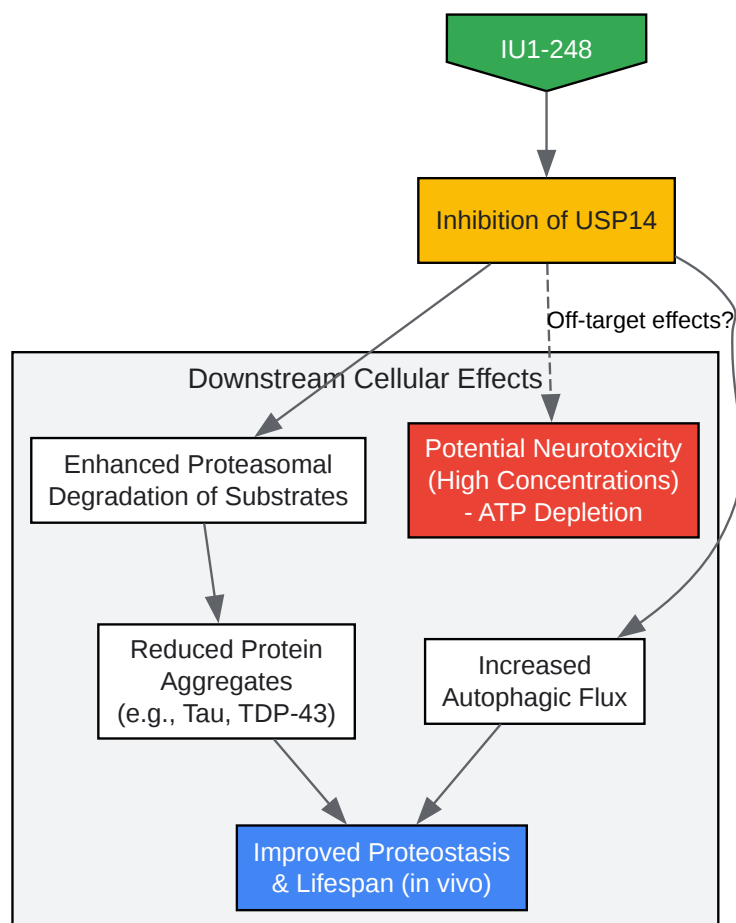 IU1-248
Inhibition of USP14
Off-target effects?
Downstream Cellular Effects
Enhanced Proteasomal
Degradation of Substrates
Potential Neurotoxicity
(High Concentrations)
- ATP Depletion
Reduced Protein
Aggregates
(e.g., Tau, TDP-43)
Increased
Autophagic Flux
Improved Proteostasis
& Lifespan (in vivo)